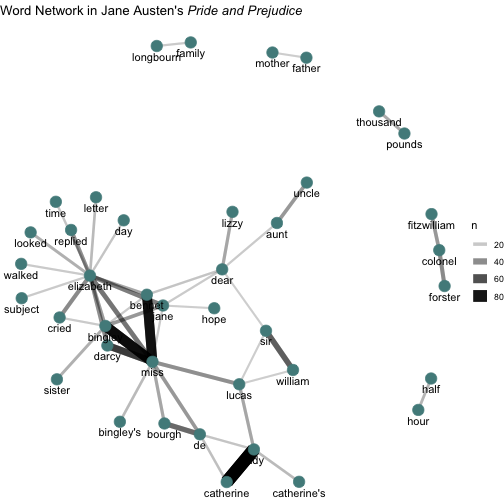 Word Network in Jane Austen's Pride and Prejudice
longbourn
family
mother
father
thousand
pounds
uncle
time
letter
lizzy
aunt
day
looked
replied
fitzwilliam
n
20
colonel
40
60
forster
80
walked
elizabeth
dear
subject
bennet
jane
hope
cried
bingley
sir
darcy
miss
william
sister
lucas
half
hour
bingley's
bourgh
de
dy
catherine
catherine's